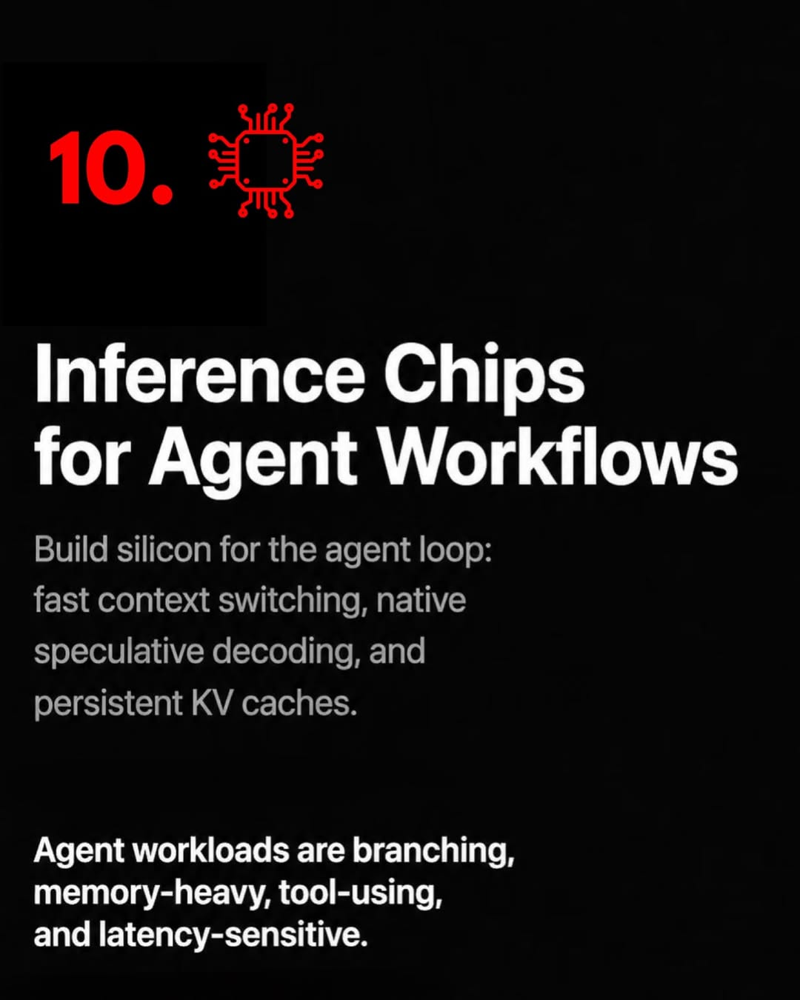 10.
Inference Chips
for Agent Workflows
Build silicon for the agent loop:
fast context switching, native
speculative decoding, and
persistent KV caches.
Agent workloads are branching,
memory-heavy, tool-using,
and latency-sensitive.